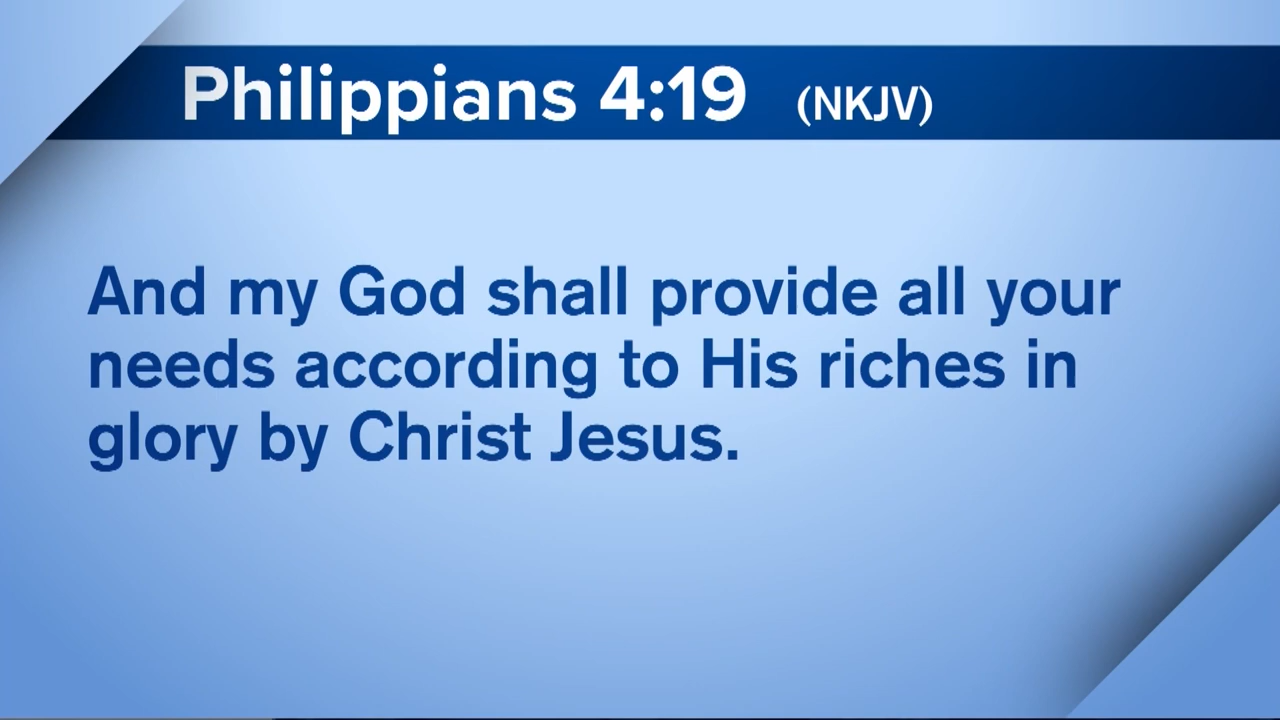 Philippians 4:19 (NKJV)
And my God shall provide all your
needs according to His riches in
glory by Christ Jesus.